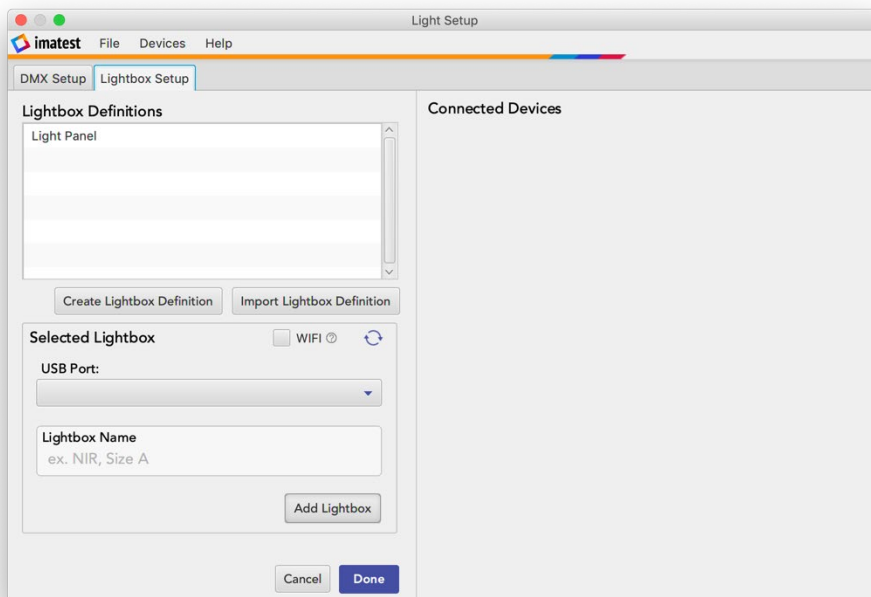 Light Setup
imatest File Devices Help
DMX Setup Lightbox Setup
Lightbox Definitions
Light Panel
Create Lightbox Definition Import Lightbox Definition
Selected Lightbox WIFI ?
USB Port:
Lightbox Name
ex. NIR, Size A
Add Lightbox
Cancel Done
Connected Devices